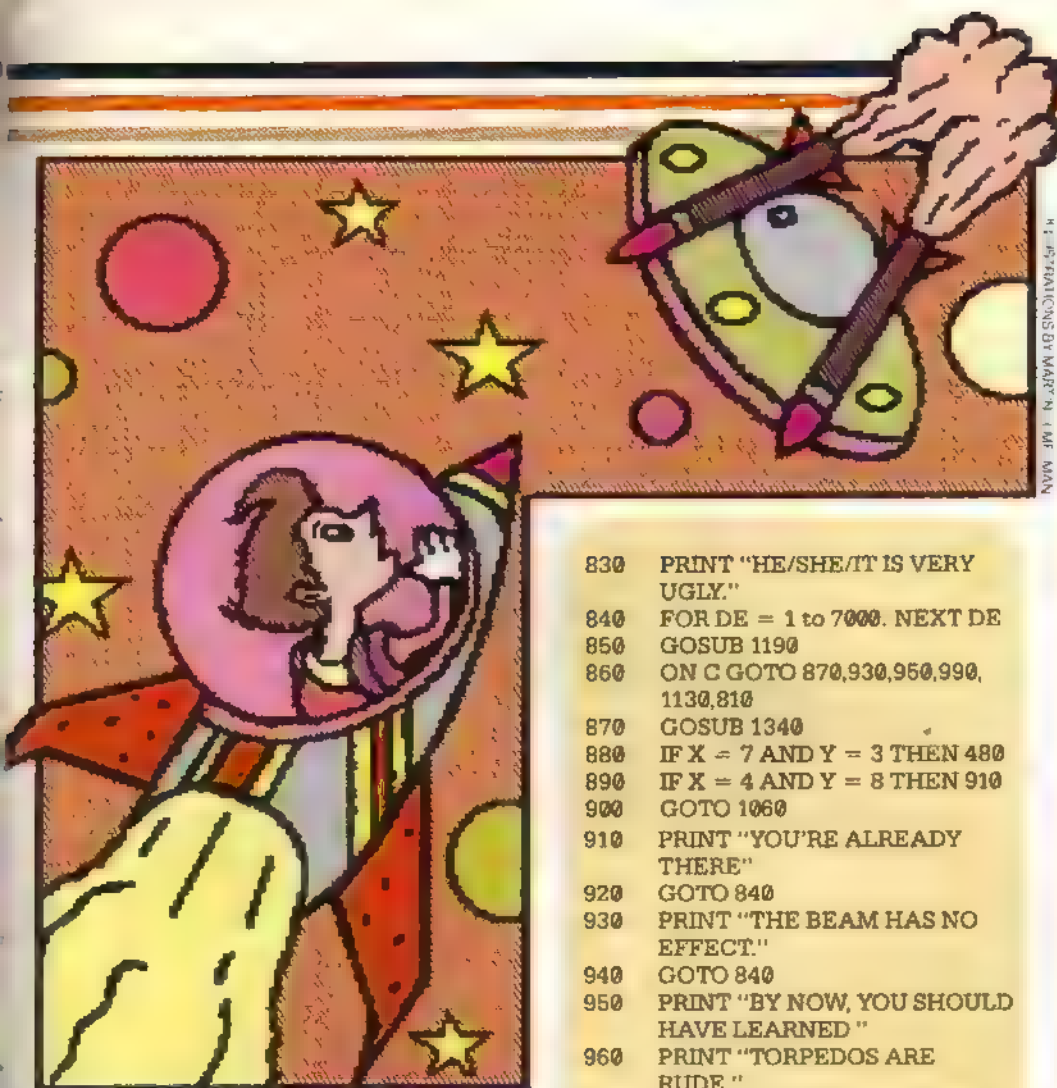 830 PRINT "HE/SHE/IT IS VERY
UGLY."
840 FOR DE = 1 to 7000. NEXT DE
850 GOSUB 1190
860 ON C GOTO 870,930,950,990,
1130,810
870 GOSUB 1340
880 IF X = 7 AND Y = 3 THEN 480
890 IF X = 4 AND Y = 8 THEN 910
900 GOTO 1060
910 PRINT "YOU'RE ALREADY
THERE"
920 GOTO 840
930 PRINT "THE BEAM HAS NO
EFFECT."
940 GOTO 840
950 PRINT "BY NOW, YOU SHOULD
HAVE LEARNED "
960 PRINT "TORPEDOS ARE
RUDE."
ILLUSTRATIONS BY